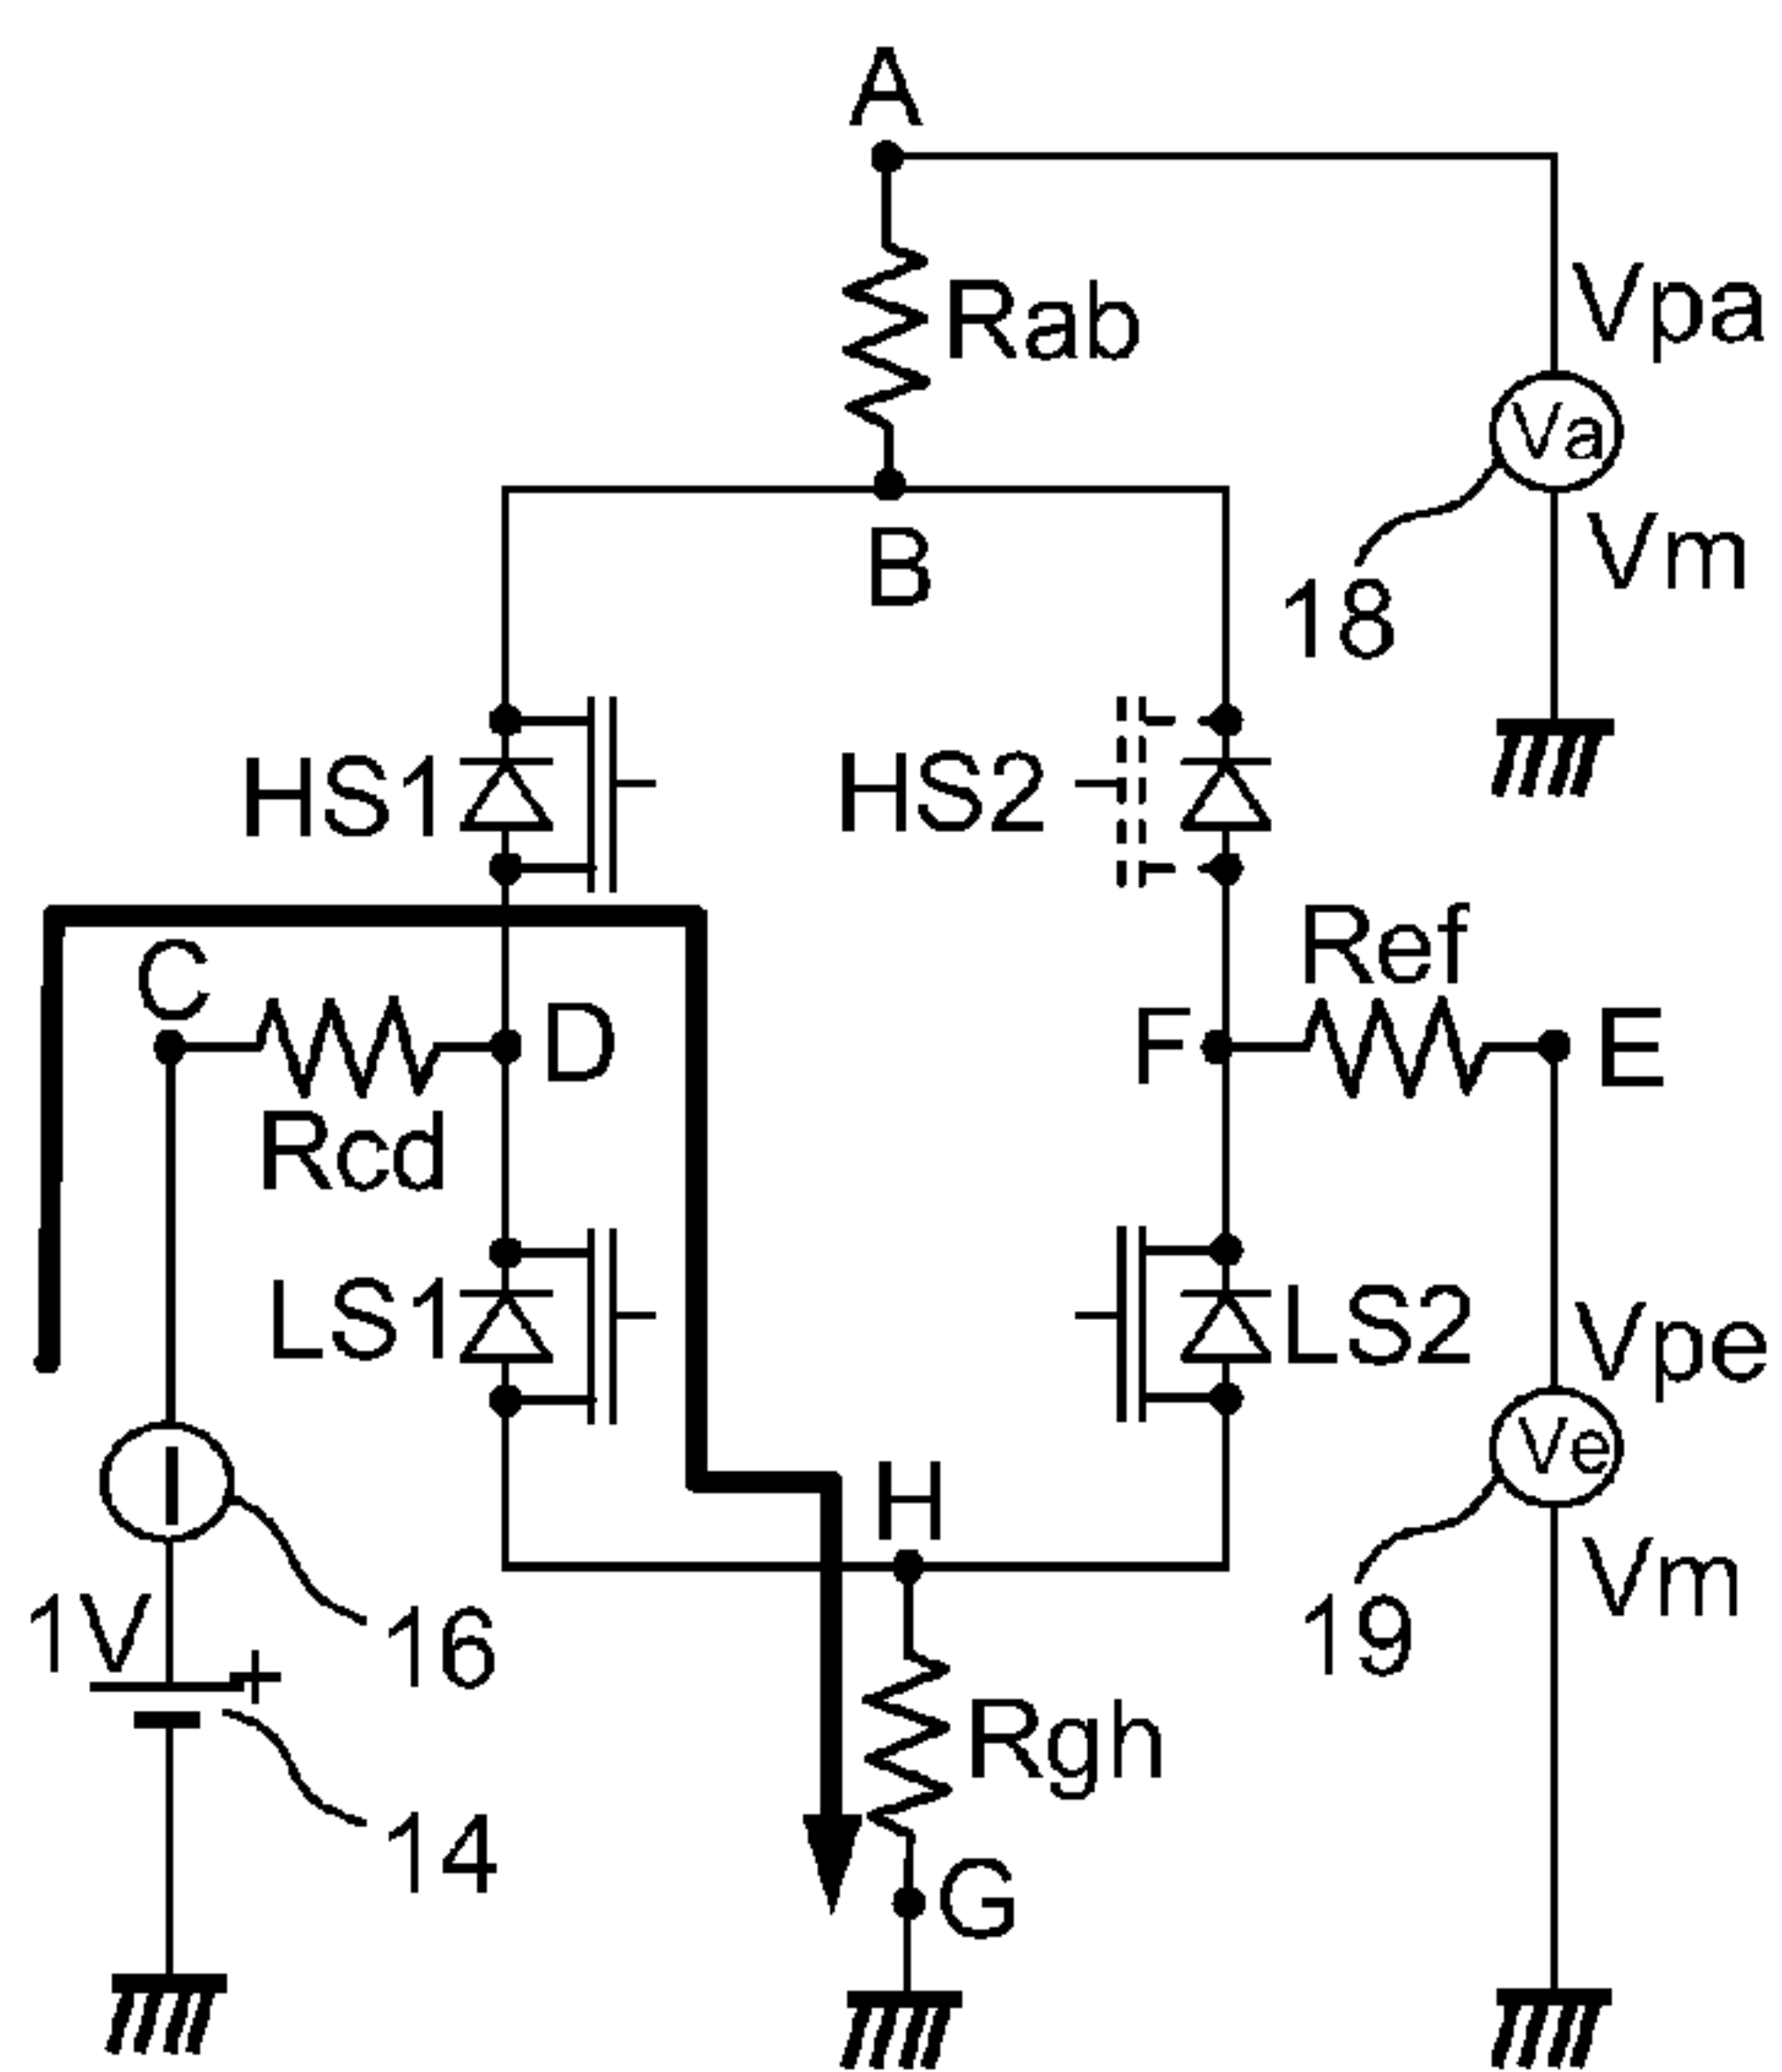 A
Rab
Vpa
Va
Vm
18
B
HS1
HS2
Ref
C
D
F
E
Rcd
LS1
LS2
Vpe
Ve
Vm
19
H
I
1V
+
16
Rgh
14
G